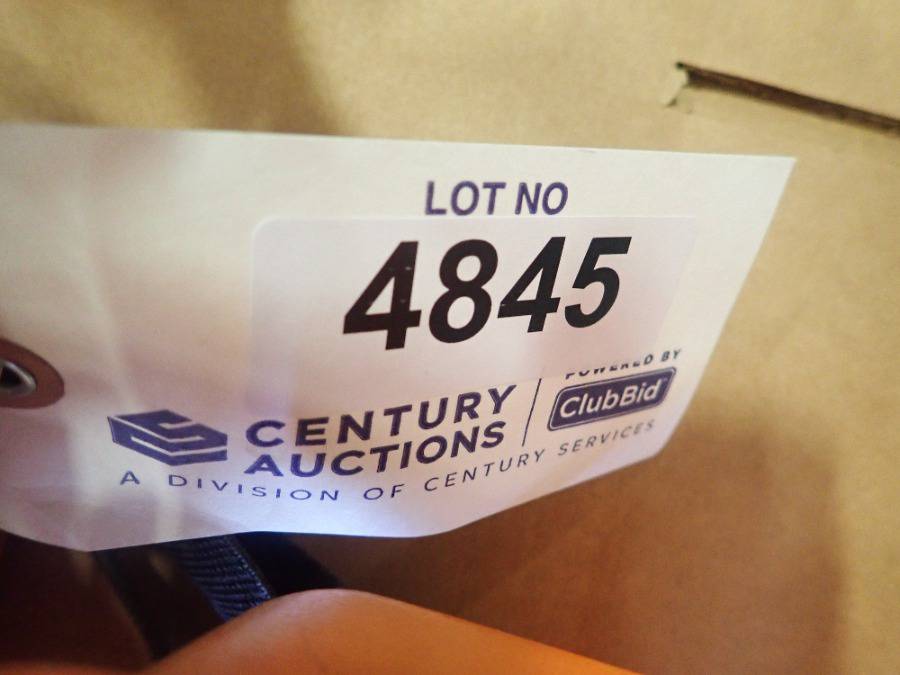 LOT NO
4845
CENTURY
AUCTIONS
POWERED BY
ClubBid
A DIVISION OF CENTURY SERVICES